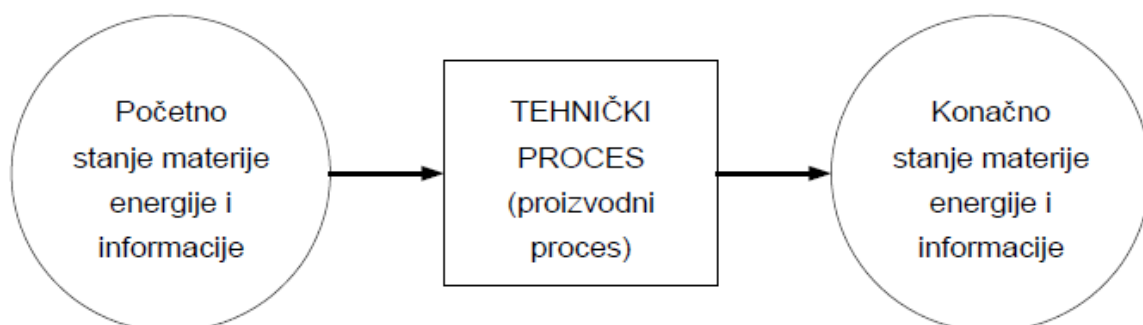 Početno
stanje materije
energije i
informacije
TEHNIČKI
PROCES
(proizvodni
proces)
Konačno
stanje materije
energije i
informacije